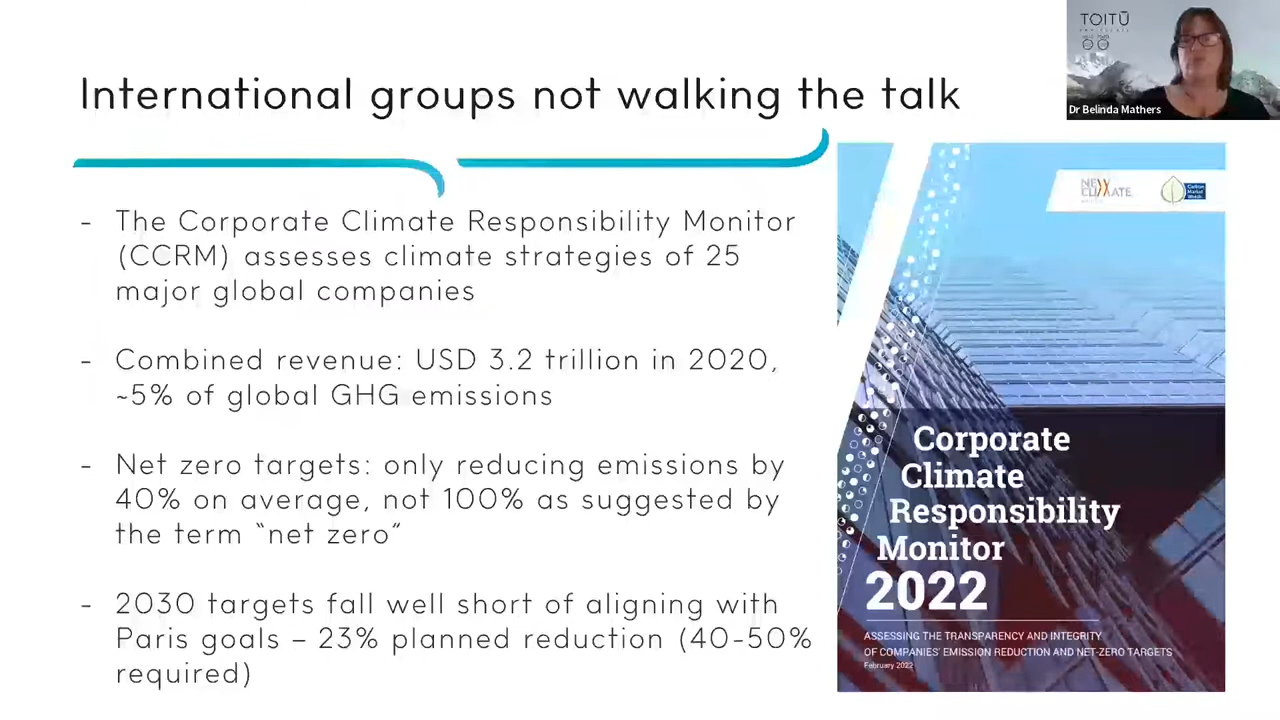 International groups not walking the talk
TOITŪ
Dr Belinda Mathers
- The Corporate Climate Responsibility Monitor
(CCRM) assesses climate strategies of 25
major global companies
- Combined revenue: USD 3.2 trillion in 2020,
~5% of global GHG emissions
- Net zero targets: only reducing emissions by
40% on average, not 100% as suggested by
the term “net zero”
- 2030 targets fall well short of aligning with
Paris goals – 23% planned reduction (40-50%
required)
NEW
CLIMATE
Carbon
Market
Watch
Corporate
Climate
Responsibility
Monitor
2022
ASSESSING THE TRANSPARENCY AND INTEGRITY
OF COMPANIES' EMISSION REDUCTION AND NET-ZERO TARGETS
February 2022